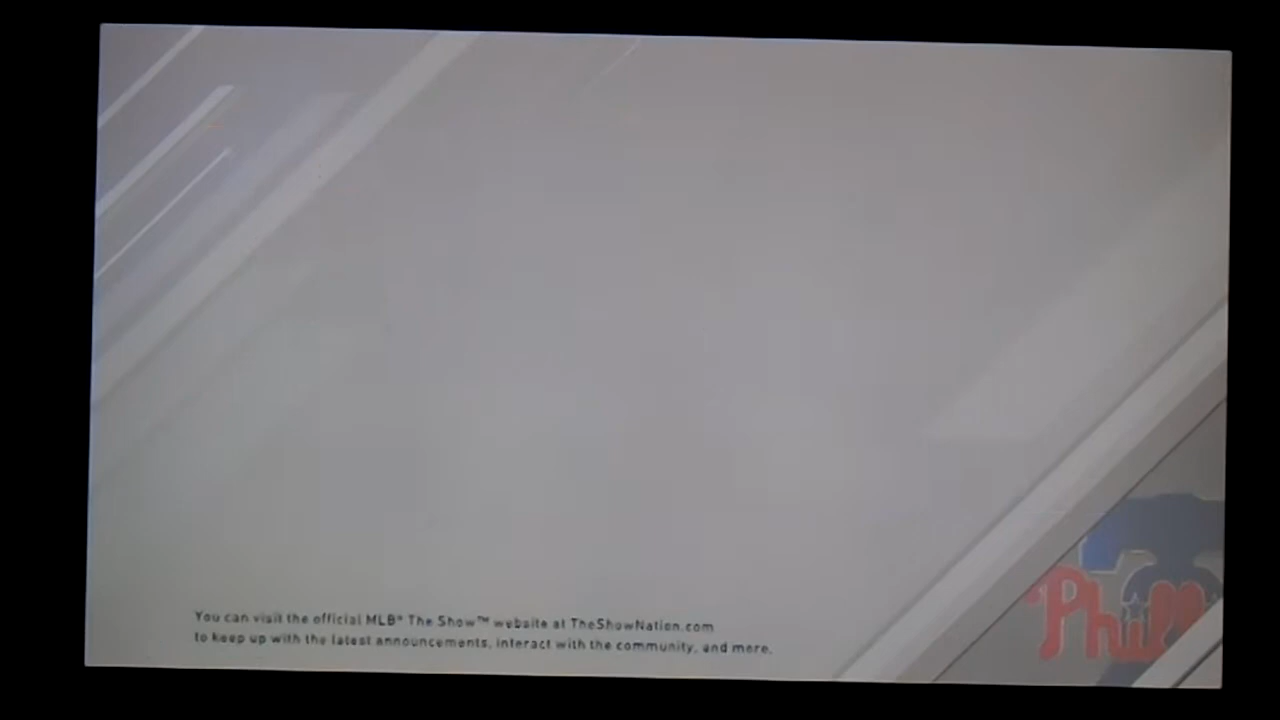 You can visit the official MLB® The Show™ website at TheShowNation.com
to keep up with the latest announcements, interact with the community, and more.
Phill